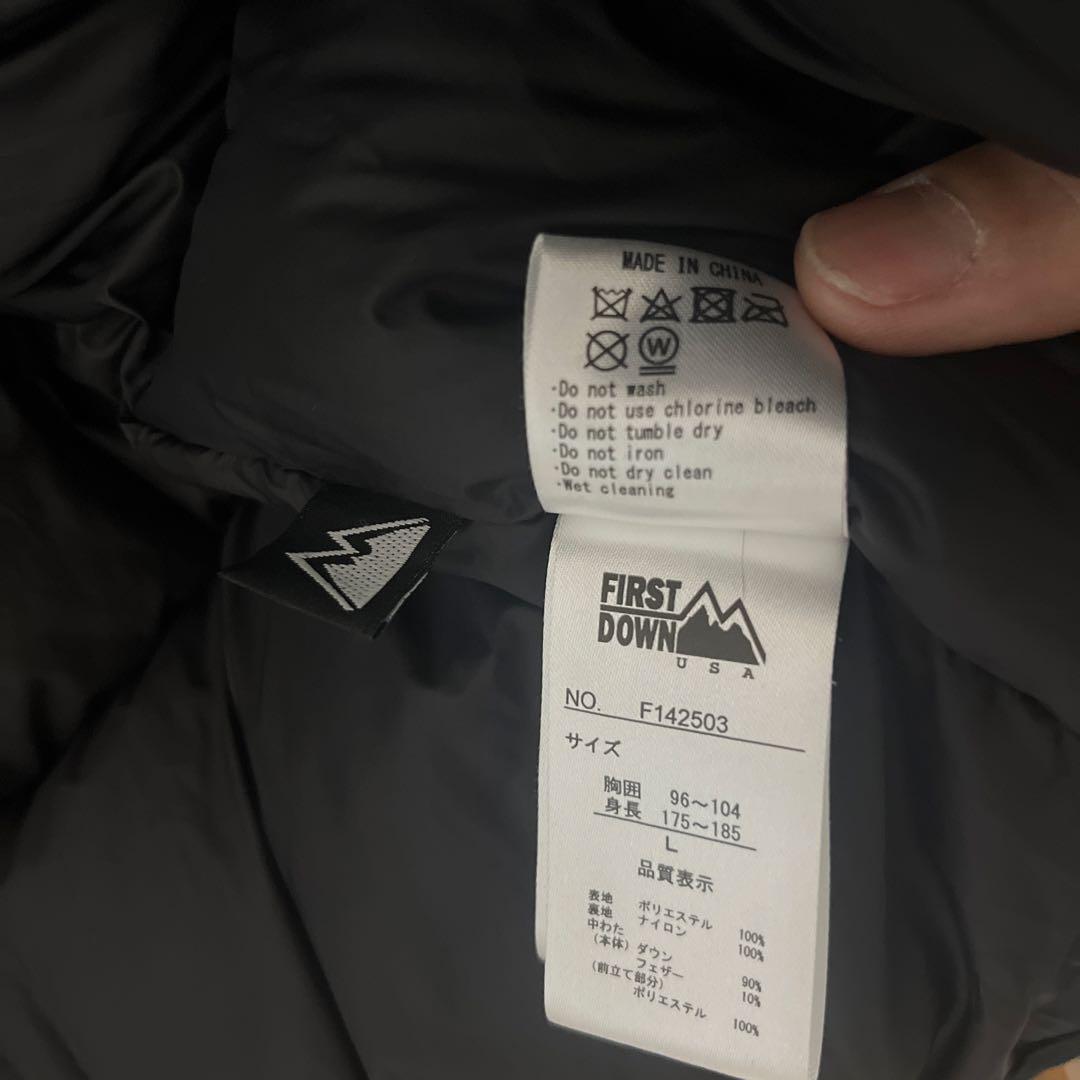 MADE IN CHINA
W
·Do not wash
·Do not use chlorine bleach
·Do not tumble dry
·Do not iron
·Do not dry clean
·Wet cleaning
FIRST
DOWN
USA
NO. F142503
サイズ
胸囲 96～104
身長 175～185
L
品質表示
表地 ポリエステル 100%
裏地 ナイロン 100%
中わた
(本体) ダウン 90%
フェザー 10%
(前立て部分)
ポリエステル 100%